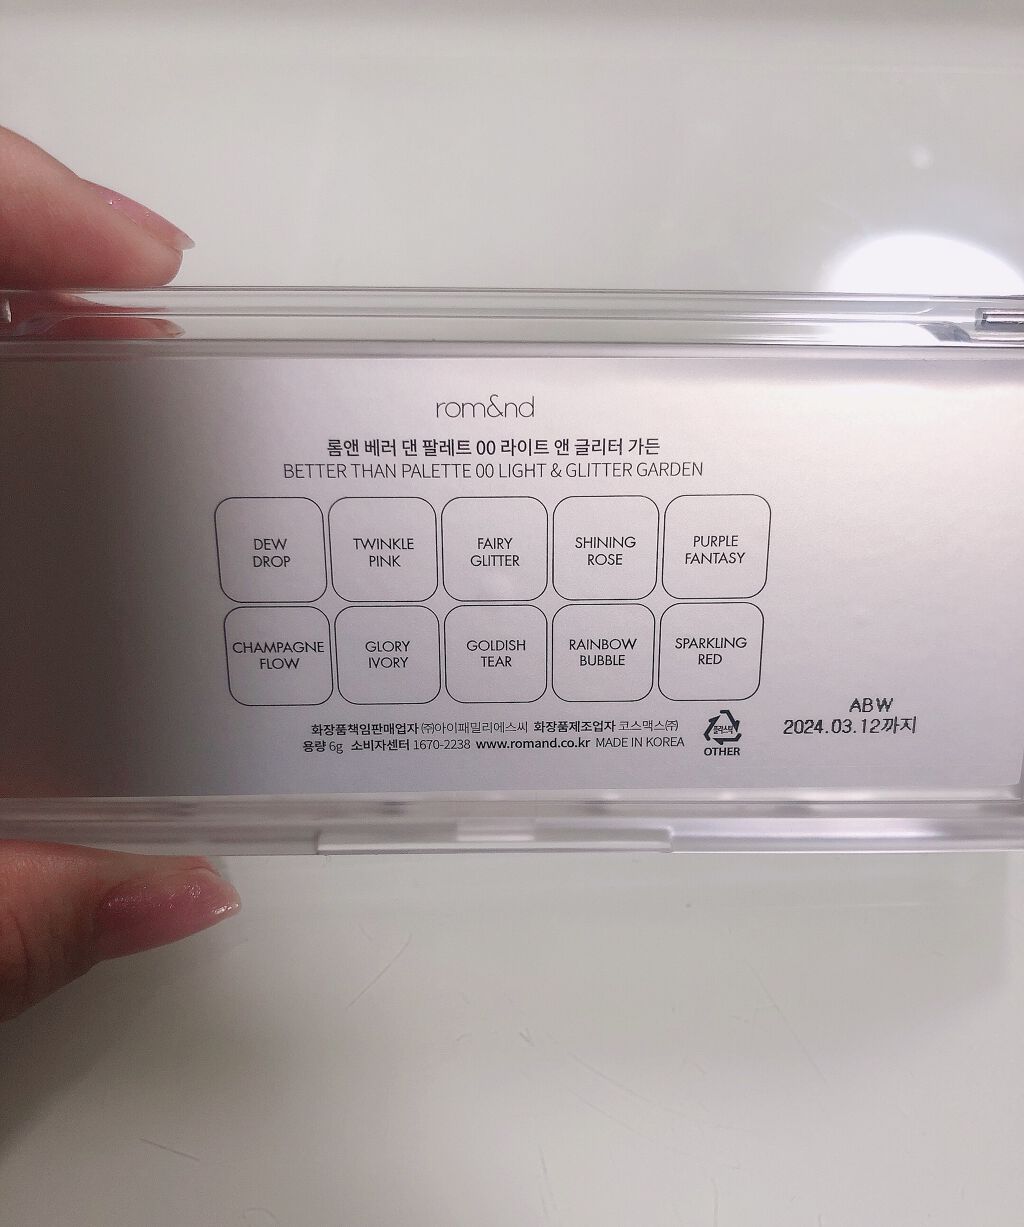 rom&nd
롬앤 베러 댄 팔레트 00 라이트 앤 글리터 가든
BETTER THAN PALETTE 00 LIGHT & GLITTER GARDEN
DEW
DROP
TWINKLE
PINK
FAIRY
GLITTER
SHINING
ROSE
PURPLE
FANTASY
CHAMPAGNE
FLOW
GLORY
IVORY
GOLDISH
TEAR
RAINBOW
BUBBLE
SPARKLING
RED
화장품책임판매업자 ㈜아이패밀리에스씨 화장품제조업자 코스맥스㈜
용량 6g 소비자센터 1670-2238 www.romand.co.kr MADE IN KOREA
플라스틱
OTHER
ABW
2024.03.12까지